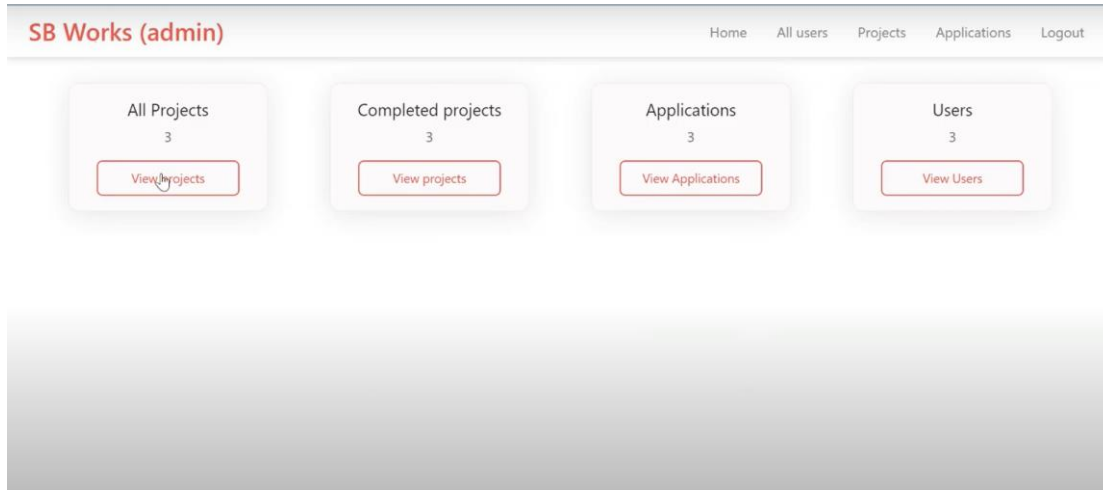 SB Works (admin)
Home All users Projects Applications Logout
All Projects
3
View projects
Completed projects
3
View projects
Applications
3
View Applications
Users
3
View Users